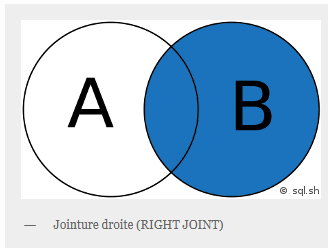 A B
© sql.sh
— Jointure droite (RIGHT JOINT)